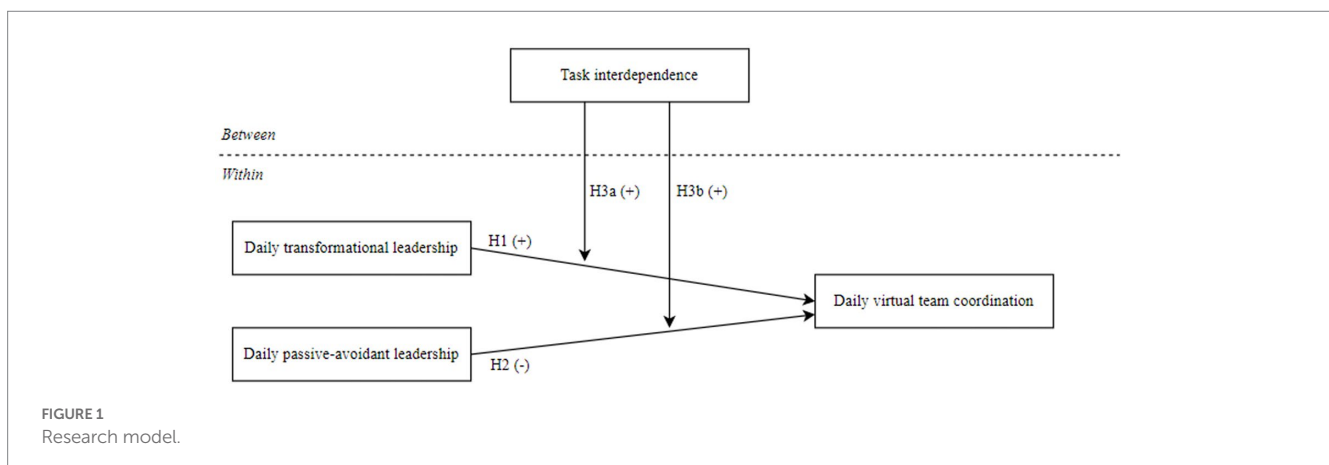 Task interdependence
Between
Within
H3a (+)
H3b (+)
Daily transformational leadership
H1 (+)
Daily virtual team coordination
Daily passive-avoidant leadership
H2 (-)
FIGURE 1
Research model.